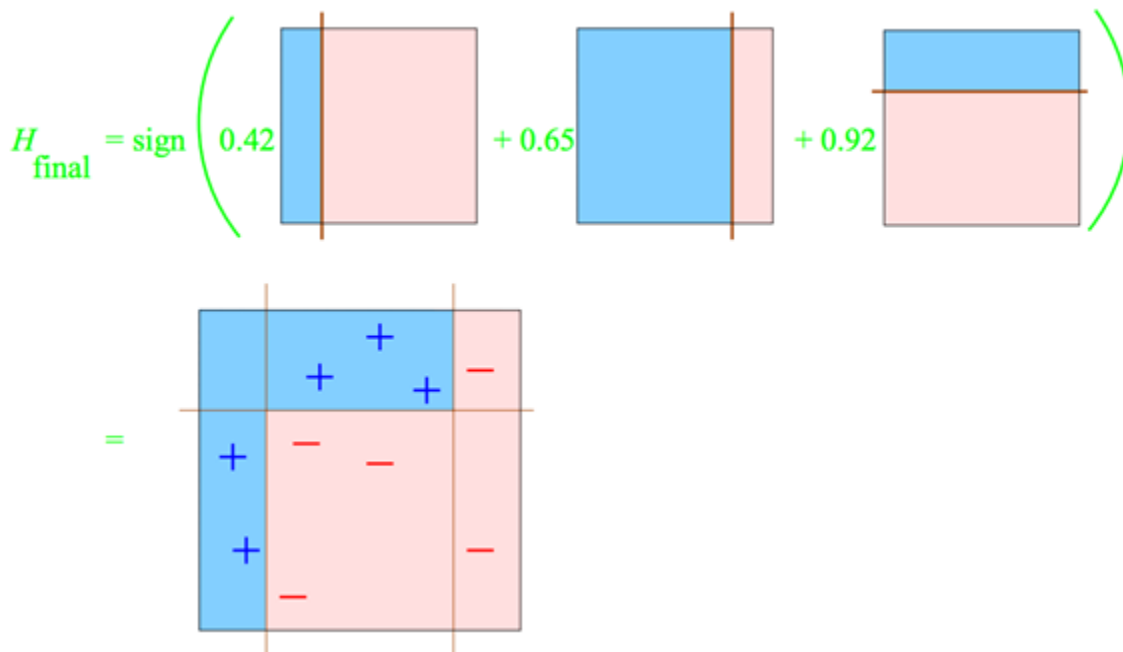 H final = sign ( 0.42 + 0.65 + 0.92 )
=
+ + + −
+ − −
+ − −